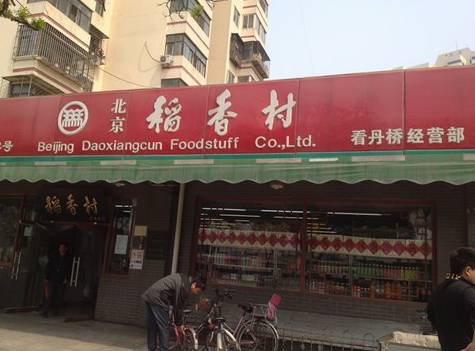 北京 稻香村
号 Beijing Daoxiangcun Foodstuff Co.,Ltd. 看丹桥经营部
稻香村